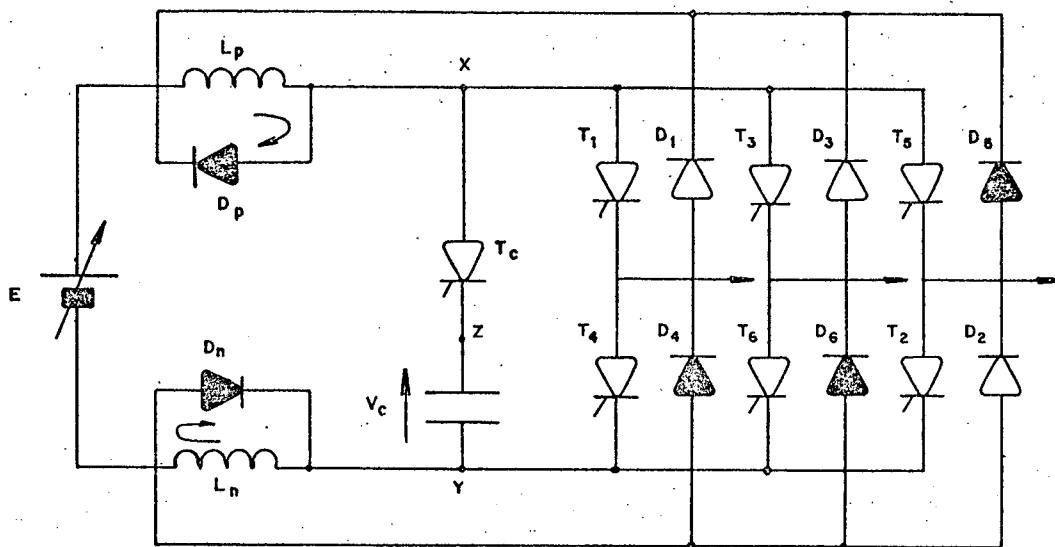 Lp
X
T1 D1 T3 D3 T5 D5
Dp
Tc
E
Z
Dn
T4 D4 T6 D6 T2 D2
Vc
Ln
Y